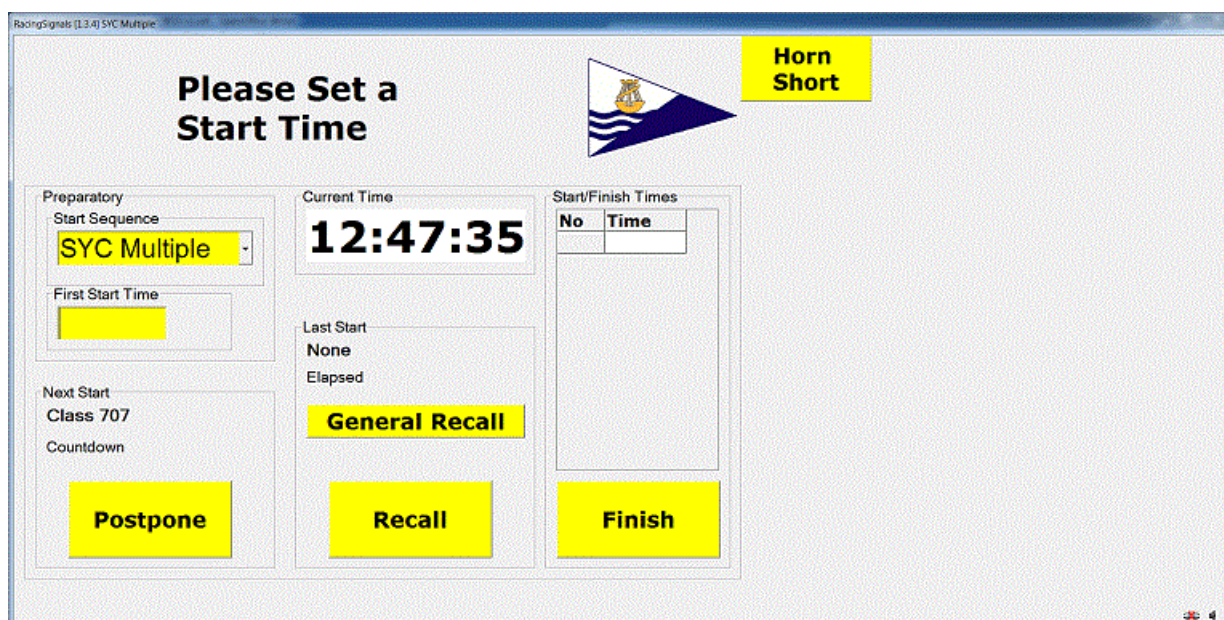 RacingSignals [1.3.4] SYC Multiple
Horn
Short
Please Set a
Start Time
Preparatory
Start Sequence
SYC Multiple
First Start Time
Current Time
12:47:35
Start/Finish Times
No Time
Last Start
None
Elapsed
General Recall
Next Start
Class 707
Countdown
Postpone
Recall
Finish